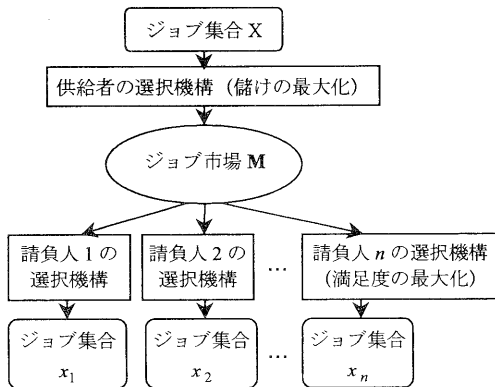 ジョブ集合 X
供給者の選択機構（儲けの最大化）
ジョブ市場 M
請負人 1 の
選択機構
請負人 2 の
選択機構
…
請負人 n の選択機構
(満足度の最大化)
ジョブ集合
x1
ジョブ集合
x2
…
ジョブ集合
xn